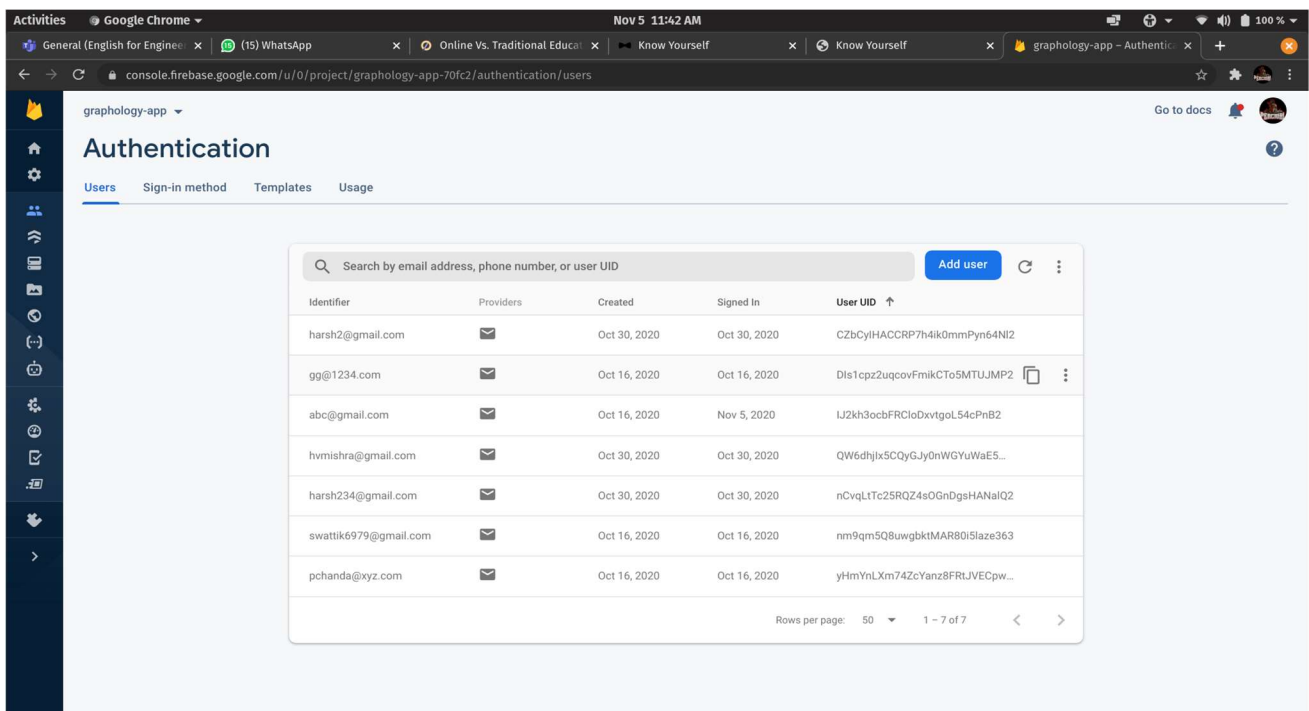 Activities Google Chrome Nov 5 11:42 AM 100 %
General (English for Enginee (15) WhatsApp Online Vs. Traditional Educat Know Yourself Know Yourself graphology-app – Authentica
console.firebase.google.com/u/0/project/graphology-app-70fc2/authentication/users
graphology-app Go to docs
Authentication
Users Sign-in method Templates Usage
Search by email address, phone number, or user UID Add user
Identifier Providers Created Signed In User UID
harsh2@gmail.com Oct 30, 2020 Oct 30, 2020 CZbCylHACCRP7h4ik0mmPyn64Nl2
gg@1234.com Oct 16, 2020 Oct 16, 2020 DIs1cpz2uqcovFmikCTo5MTUJMP2
abc@gmail.com Oct 16, 2020 Nov 5, 2020 IJ2kh3ocbFRCloDxvtgoL54cPnB2
hvmishra@gmail.com Oct 30, 2020 Oct 30, 2020 QW6dhjIx5CQyGJy0nWGYuWaE5...
harsh234@gmail.com Oct 30, 2020 Oct 30, 2020 nCvqLtTc25RQZ4sOGnDgsHANalQ2
swattik6979@gmail.com Oct 16, 2020 Oct 16, 2020 nm9qm5Q8uwgbktMAR80i5laze363
pchanda@xyz.com Oct 16, 2020 Oct 16, 2020 yHmYnLXm74ZcYanz8FRtJVECpw...
Rows per page: 50 1 – 7 of 7